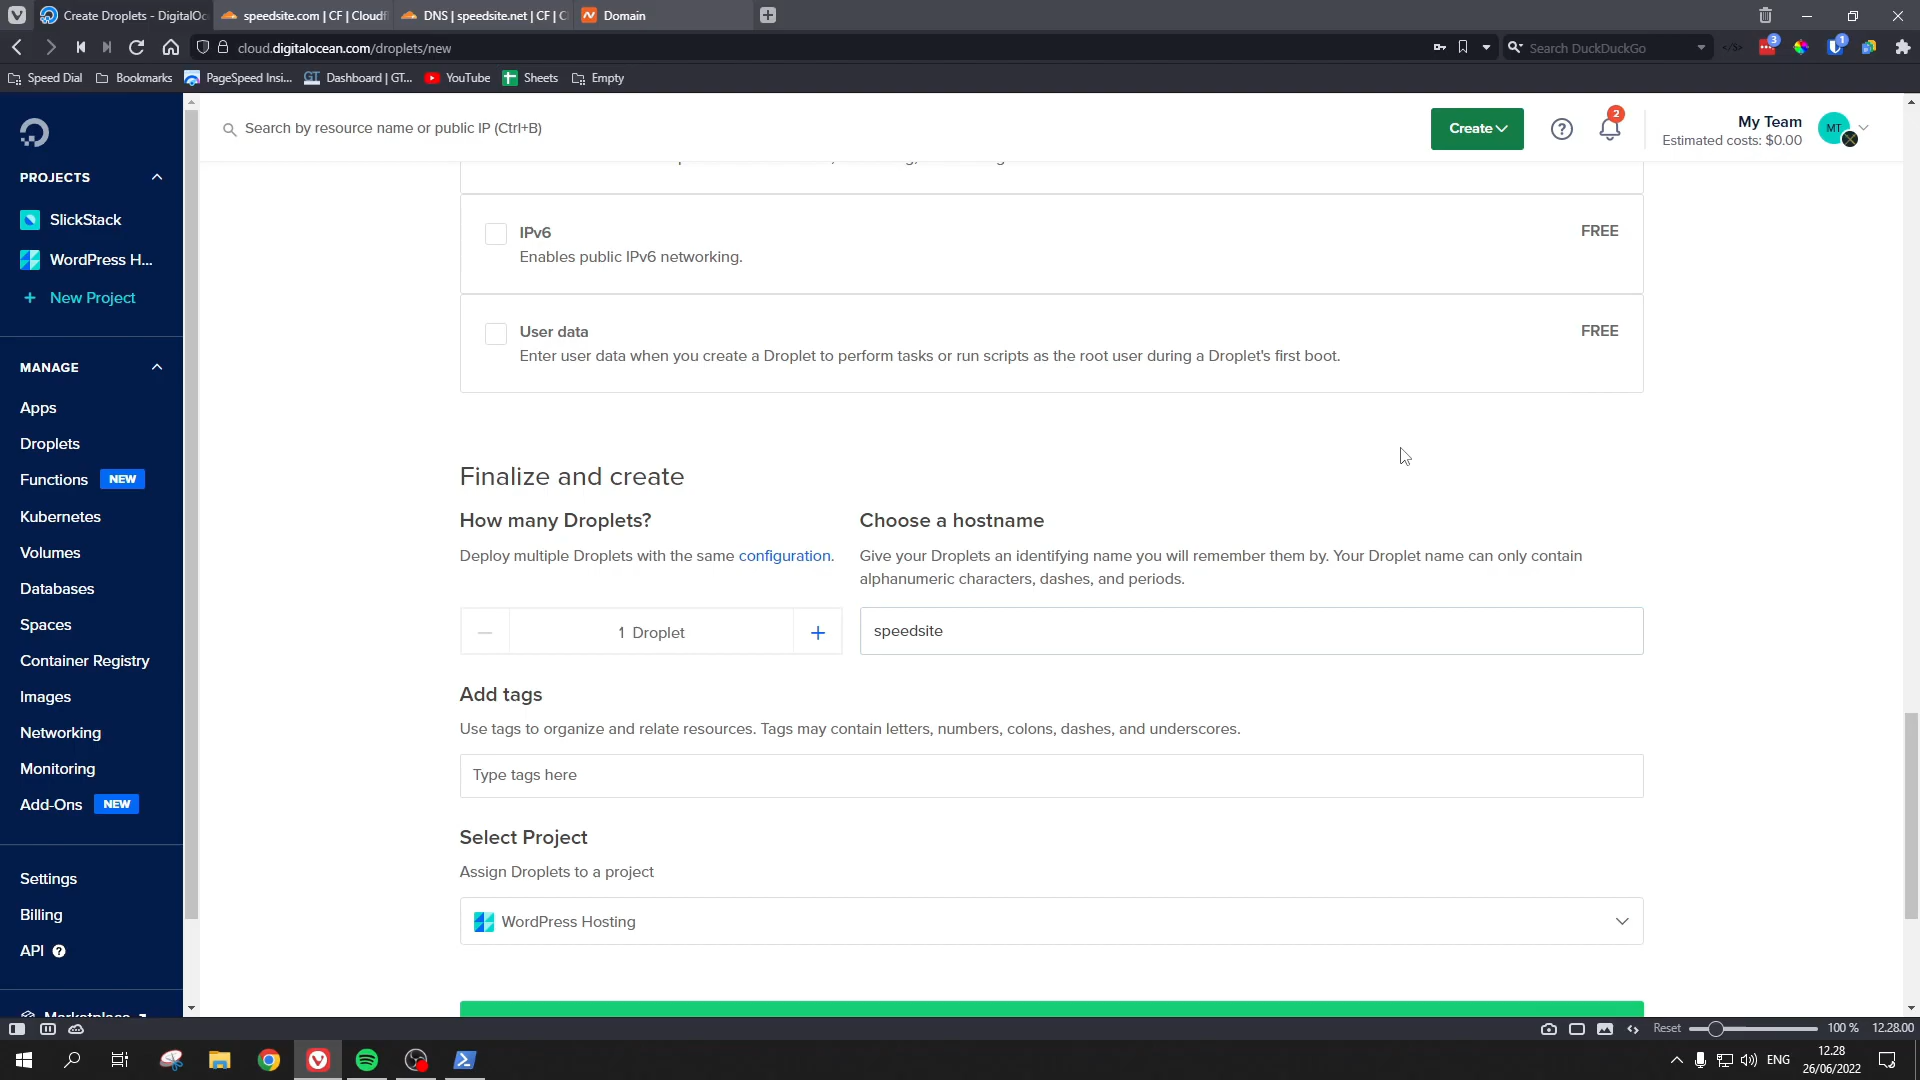 Create Droplets - DigitalOc
speedsite.com | CF | Cloudf
DNS | speedsite.net | CF | C
Domain
cloud.digitalocean.com/droplets/new
Search DuckDuckGo
3
1
Speed Dial
Bookmarks
PageSpeed Insi...
Dashboard | GT...
YouTube
Sheets
Empty
Search by resource name or public IP (Ctrl+B)
Create
2
My Team
Estimated costs: $0.00
MT
PROJECTS
SlickStack
WordPress H...
+ New Project
MANAGE
Apps
Droplets
Functions NEW
Kubernetes
Volumes
Databases
Spaces
Container Registry
Images
Networking
Monitoring
Add-Ons NEW
Settings
Billing
API ?
IPv6
FREE
Enables public IPv6 networking.
User data
FREE
Enter user data when you create a Droplet to perform tasks or run scripts as the root user during a Droplet's first boot.
Finalize and create
How many Droplets?
Deploy multiple Droplets with the same configuration.
1 Droplet
Choose a hostname
Give your Droplets an identifying name you will remember them by. Your Droplet name can only contain
alphanumeric characters, dashes, and periods.
speedsite
Add tags
Use tags to organize and relate resources. Tags may contain letters, numbers, colons, dashes, and underscores.
Type tags here
Select Project
Assign Droplets to a project
WordPress Hosting
Reset
100 %
12.28.00
ENG
12.28
26/06/2022